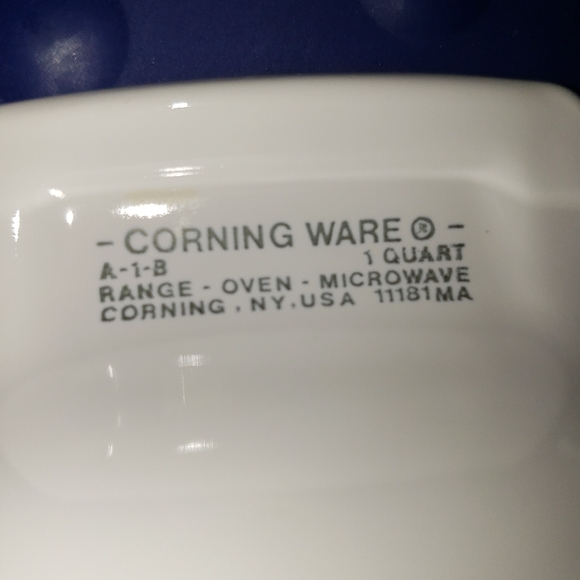 - CORNING WARE ® -
A-1-B 1 QUART
RANGE - OVEN - MICROWAVE
CORNING , NY. USA 11181MA